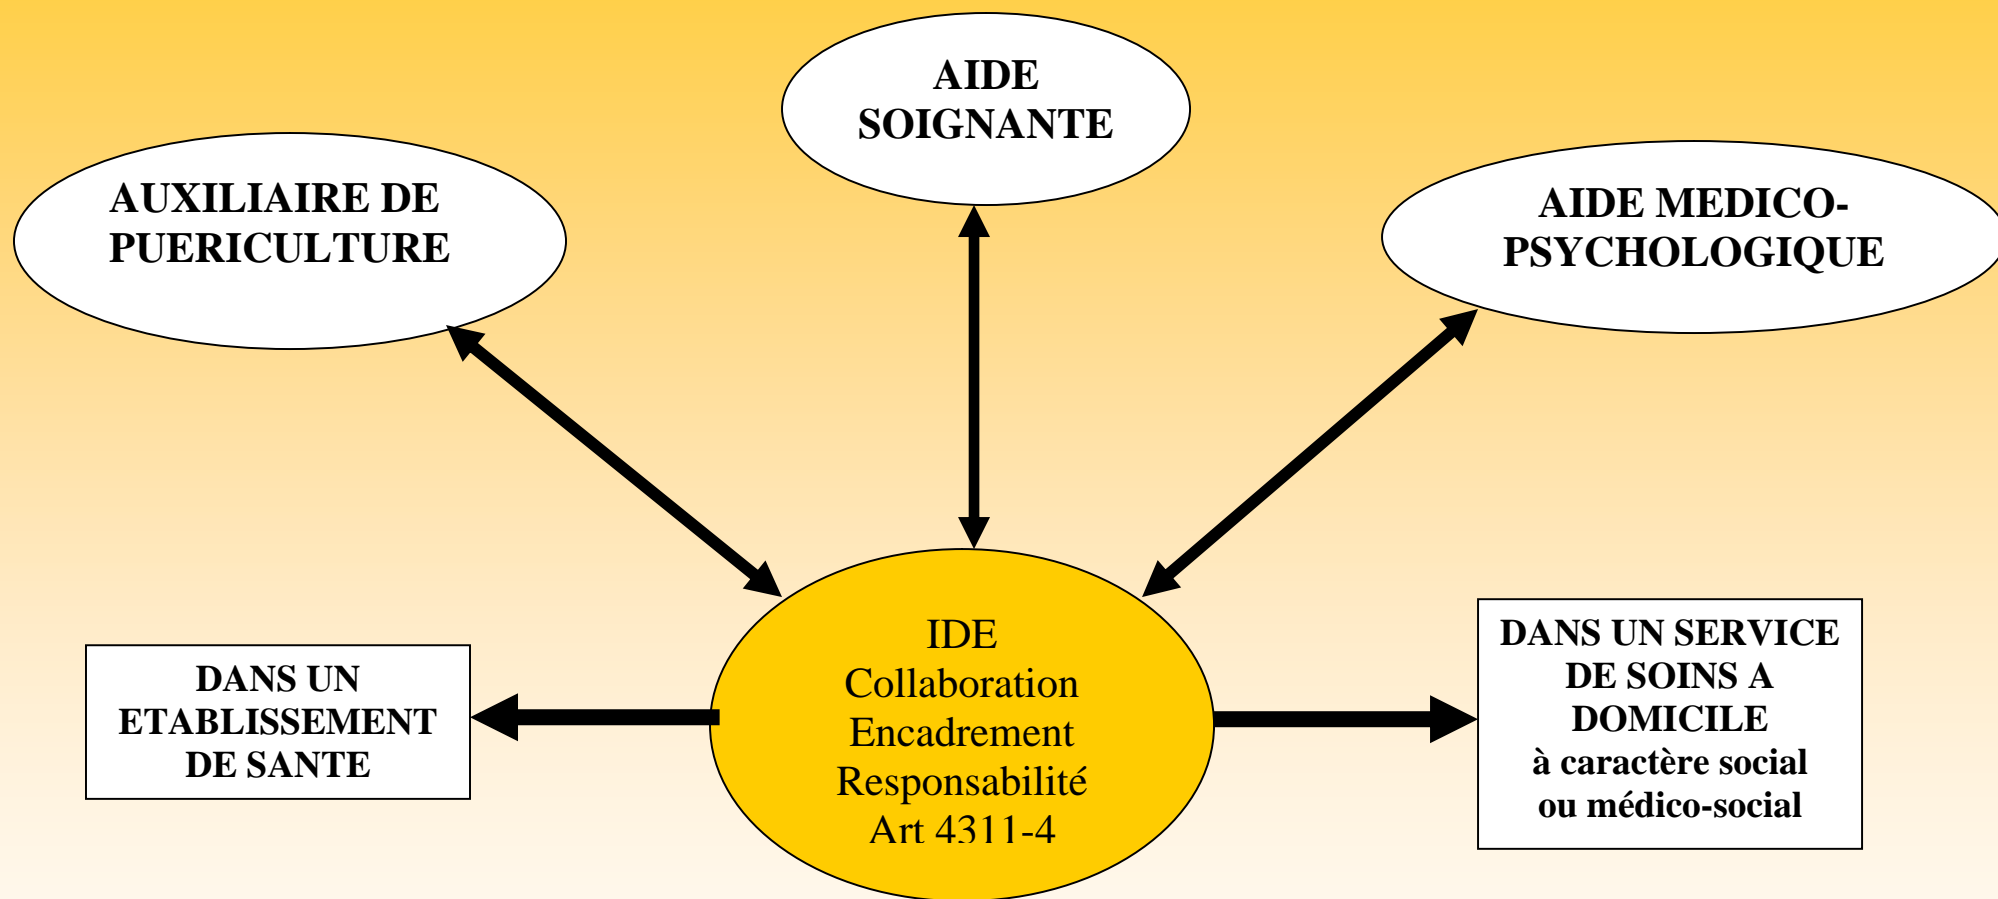 AIDE
SOIGNANTE
AUXILIAIRE DE
PUERICULTURE
AIDE MEDICO-
PSYCHOLOGIQUE
IDE
Collaboration
Encadrement
Responsabilité
Art 4311-4
DANS UN
ETABLISSEMENT
DE SANTE
DANS UN SERVICE
DE SOINS A
DOMICILE
à caractère social
ou médico-social